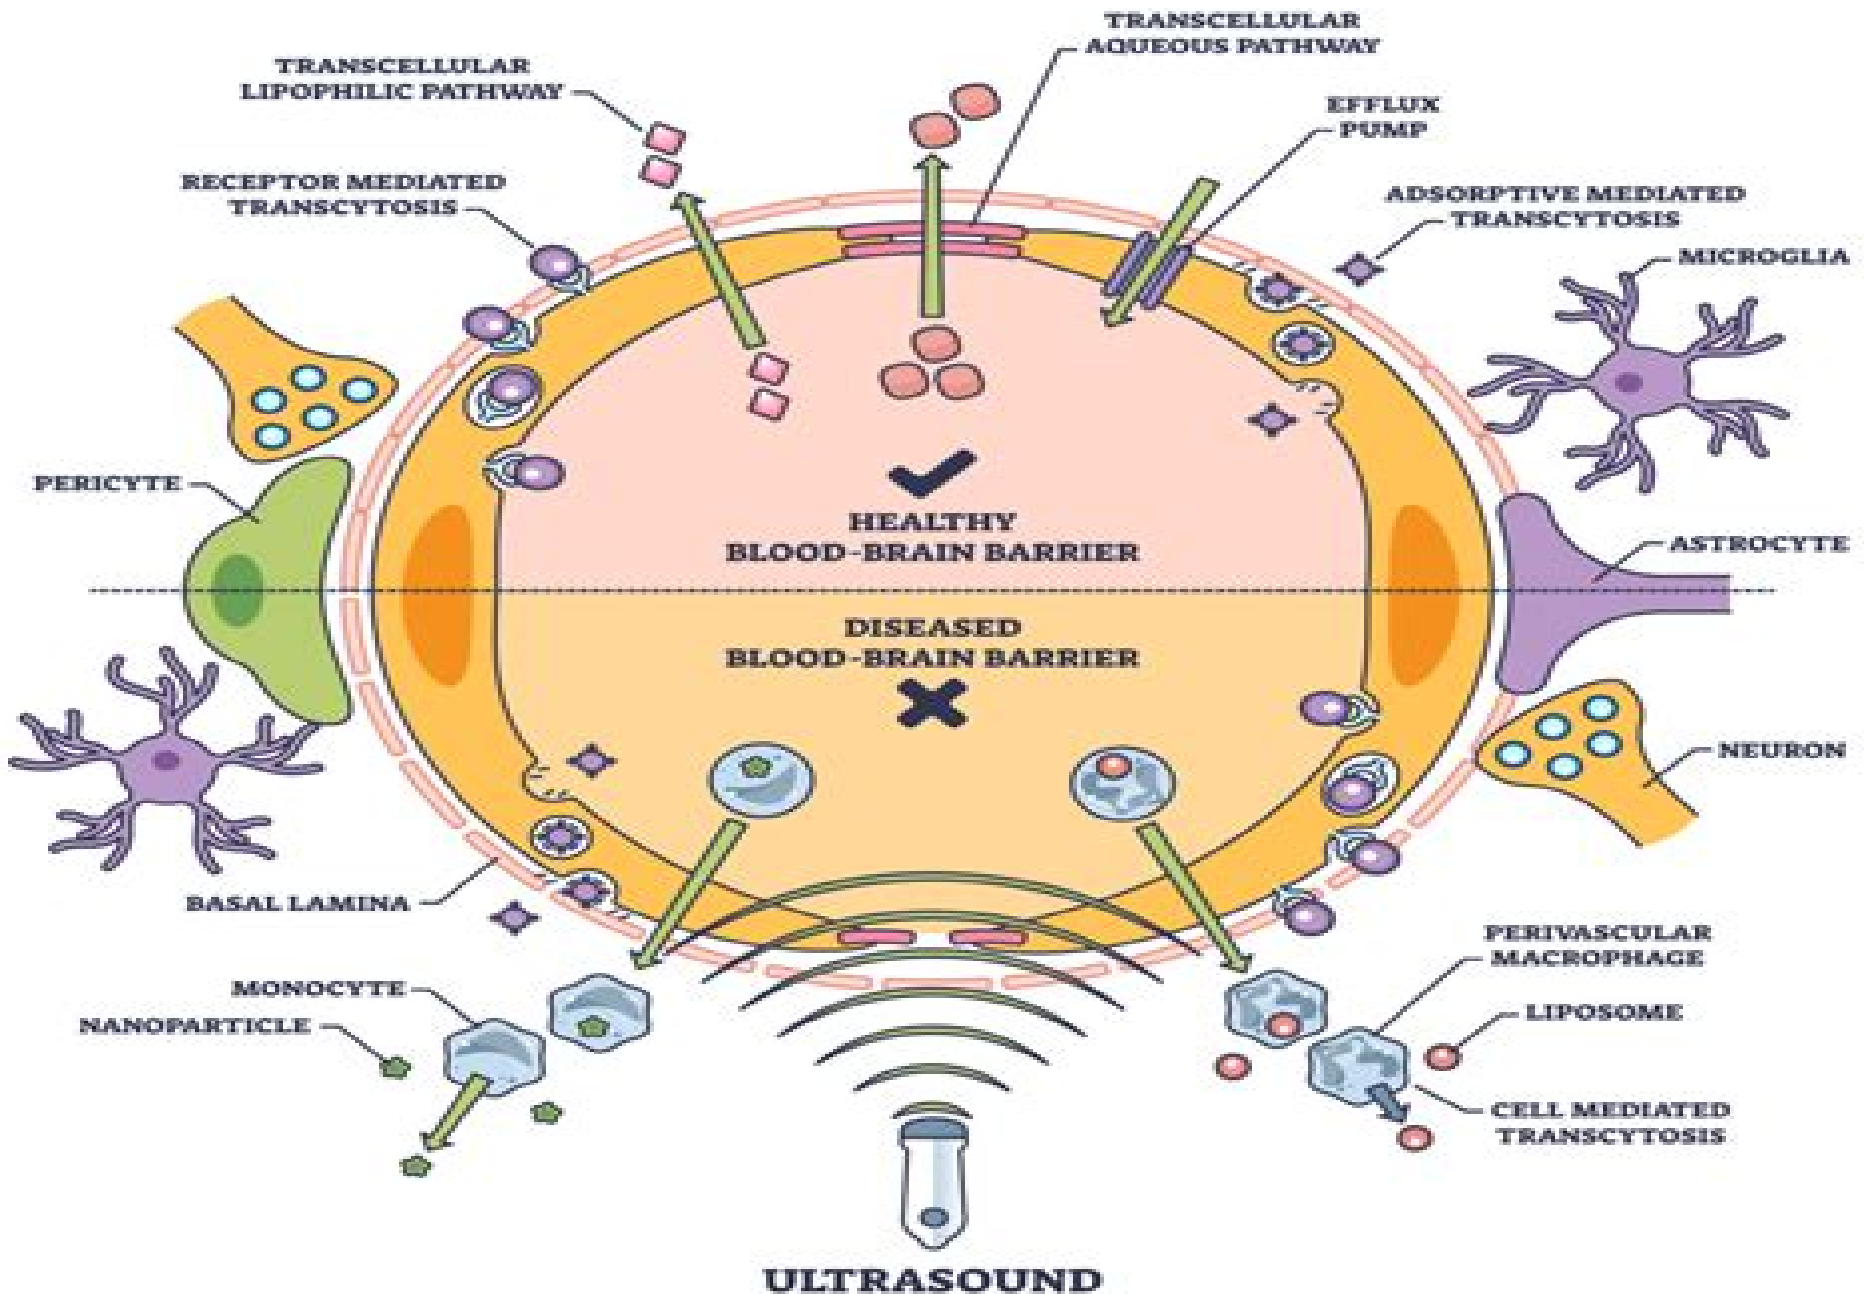 TRANSCELLULAR
AQUEOUS PATHWAY
TRANSCELLULAR
LIPOPHILIC PATHWAY
EFFLUX
PUMP
RECEPTOR MEDIATED
TRANSCYTOSIS
ADSORPTIVE MEDIATED
TRANSCYTOSIS
MICROGLIA
PERICYTE
HEALTHY
BLOOD-BRAIN BARRIER
ASTROCYTE
DISEASED
BLOOD-BRAIN BARRIER
NEURON
BASAL LAMINA
PERIVASCULAR
MACROPHAGE
MONOCYTE
NANOPARTICLE
LIPOSOME
CELL MEDIATED
TRANSCYTOSIS
ULTRASOUND